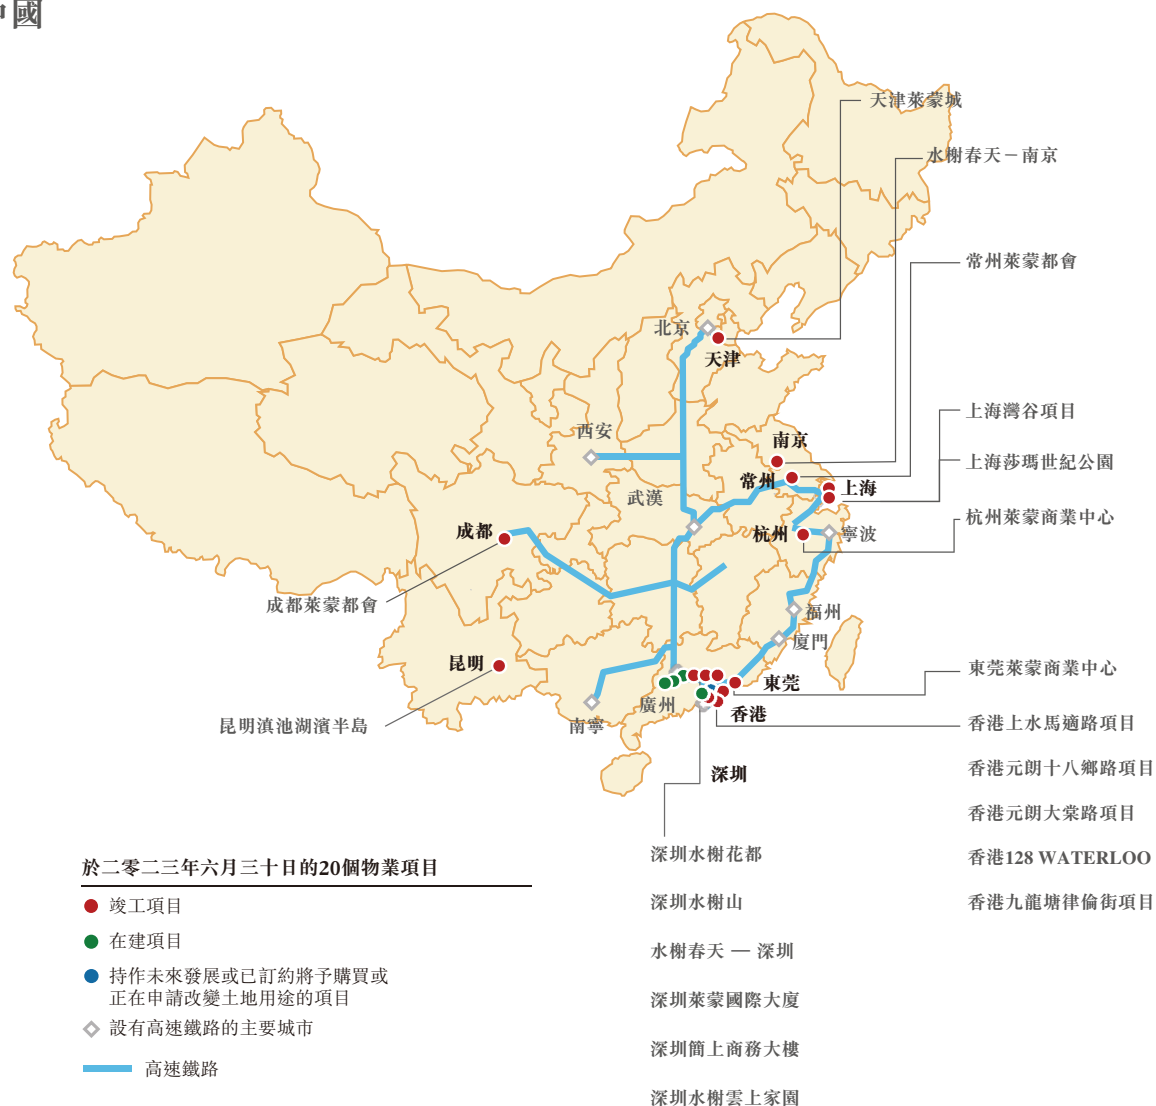 中國
天津萊蒙城
水榭春天－南京
常州萊蒙都會
北京
天津
上海灣谷項目
西安
南京
上海莎瑪世紀公園
常州
上海
武漢
杭州萊蒙商業中心
成都
杭州
寧波
成都萊蒙都會
福州
廈門
昆明
東莞萊蒙商業中心
東莞
廣州
香港
昆明滇池湖濱半島
南寧
香港上水馬適路項目
深圳
香港元朗十八鄉路項目
香港元朗大棠路項目
深圳水榭花都
香港128 WATERLOO
於二零二三年六月三十日的20個物業項目
深圳水榭山
香港九龍塘律倫街項目
竣工項目
在建項目
水榭春天 — 深圳
持作未來發展或已訂約將予購買或
正在申請改變土地用途的項目
深圳萊蒙國際大廈
設有高速鐵路的主要城市
深圳簡上商務大樓
高速鐵路
深圳水榭雲上家園